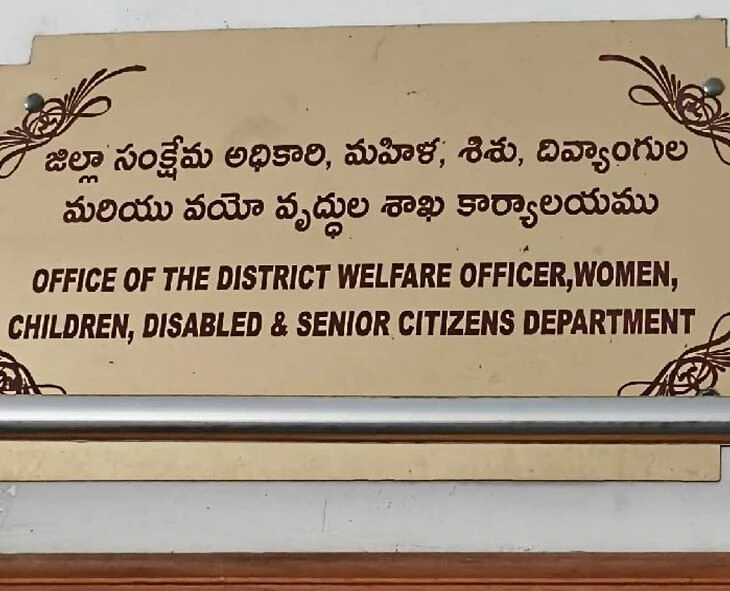 జిల్లా సంక్షేమ అధికారి, మహిళ, శిశు, దివ్యాంగుల
మరియు వయో వృద్ధుల శాఖ కార్యాలయము
OFFICE OF THE DISTRICT WELFARE OFFICER,WOMEN,
CHILDREN, DISABLED & SENIOR CITIZENS DEPARTMENT